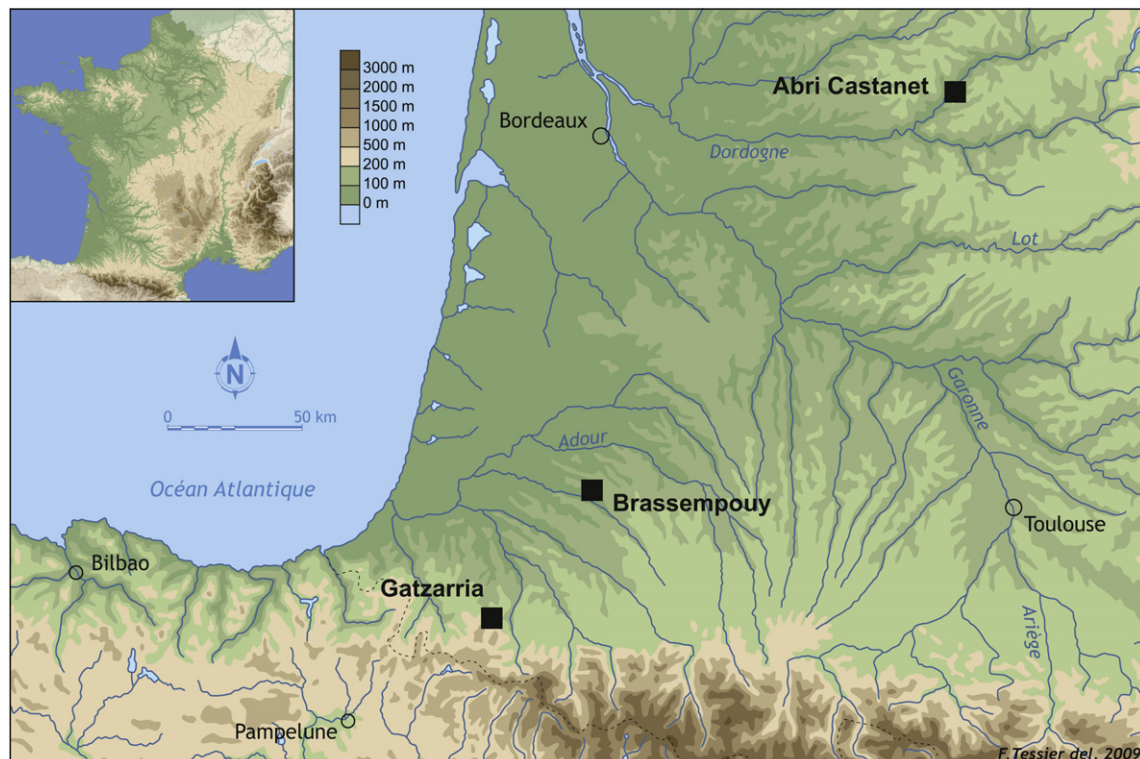 3000 m
2000 m
1500 m
1000 m
500 m
200 m
100 m
0 m
Abri Castanet
Bordeaux
Dordogne
Lot
N
0 50 km
Garonne
Adour
Océan Atlantique
Brassempouy
Toulouse
Bilbao
Gatzarria
Ariège
Pampelune
F.Tessier del. 2009